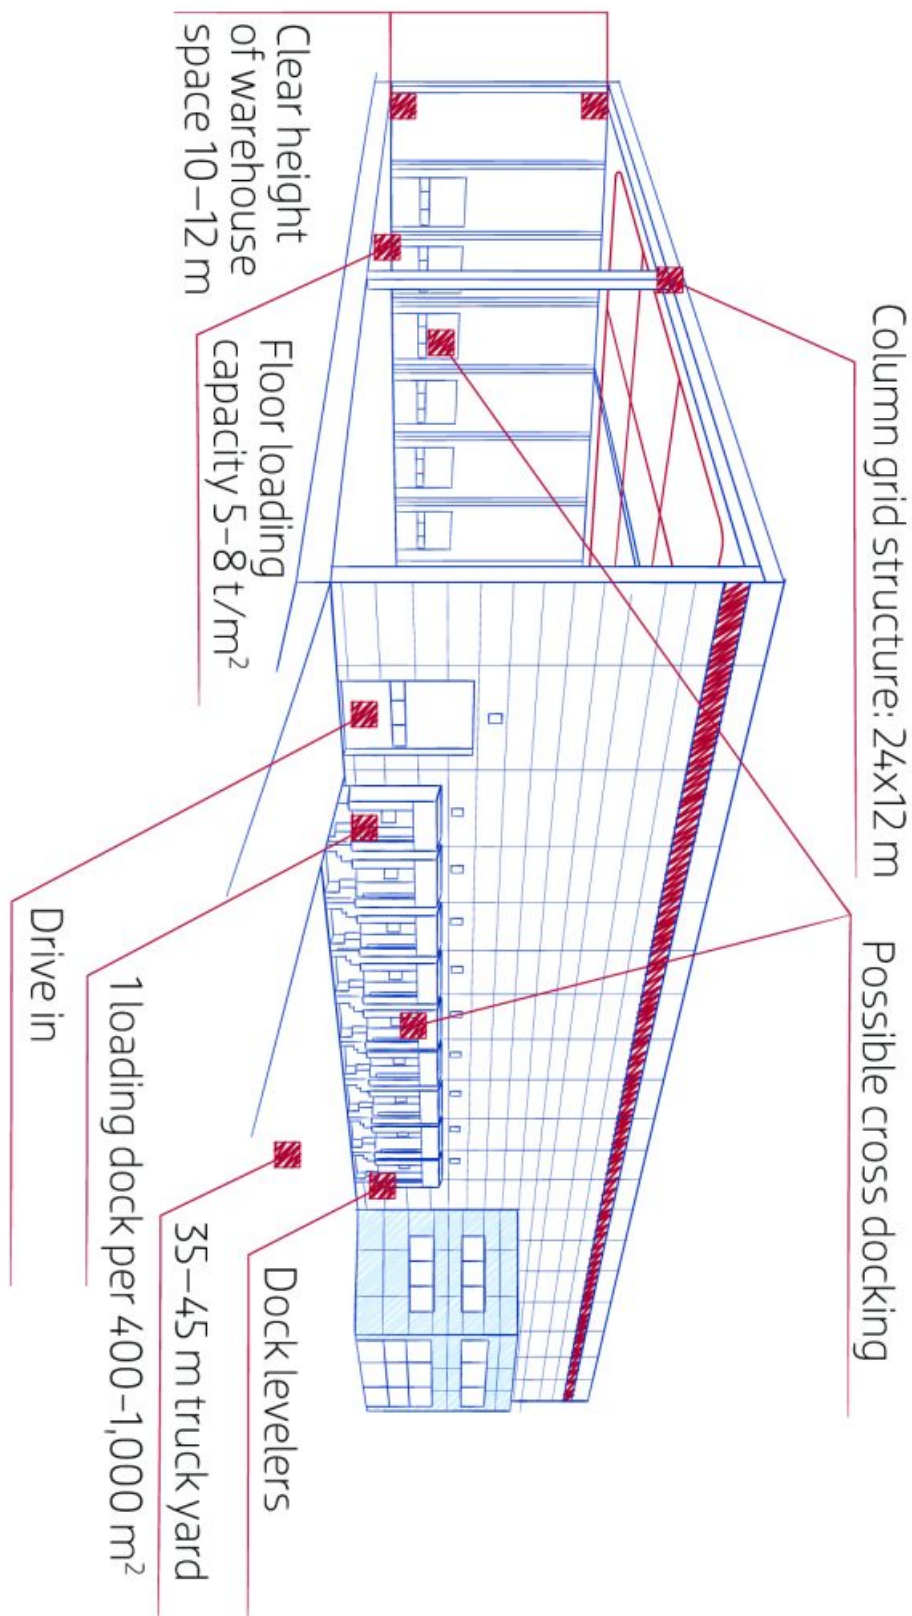 Column grid structure: 24x12 m
Possible cross docking
Clear height
of warehouse
space 10–12 m
Floor loading
capacity 5–8 t/m²
Drive in
1 loading dock per 400–1,000 m²
35–45 m truck yard
Dock levelers